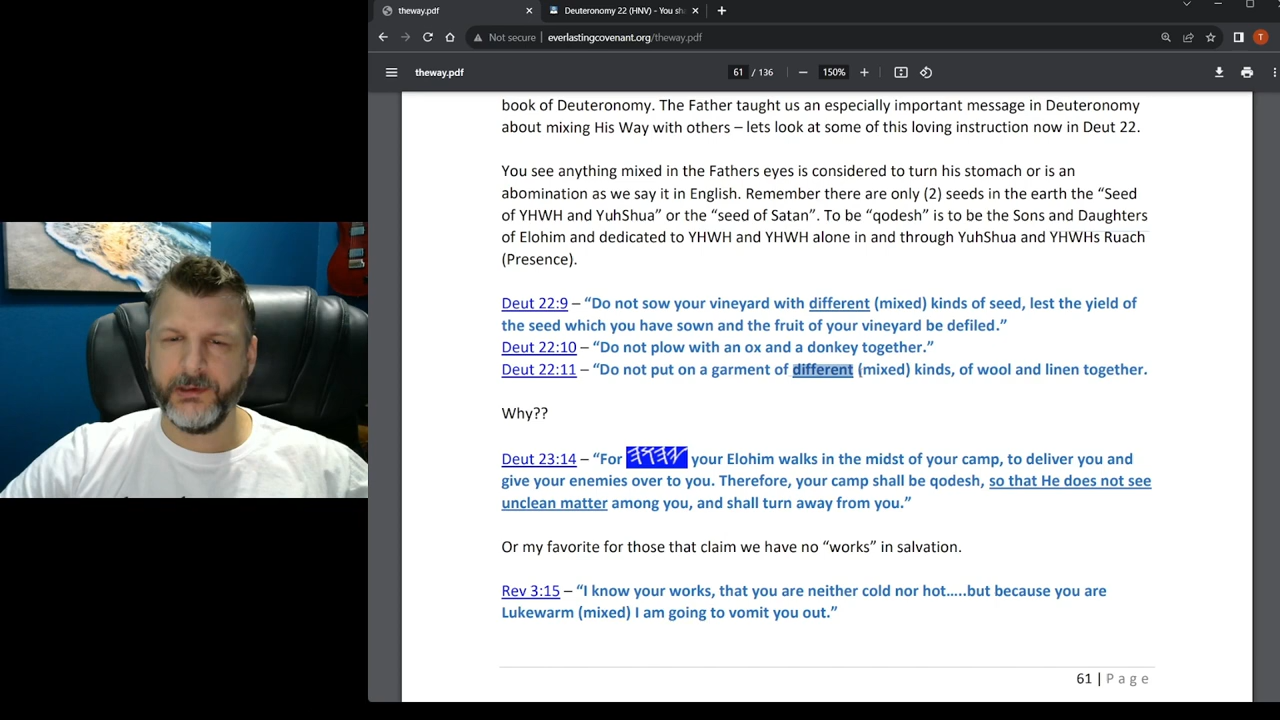 theway.pdf
Deuteronomy 22 (HNV) - You sh
Not secure | everlastingcovenant.org/theway.pdf
T
theway.pdf
61 / 136
150%
book of Deuteronomy. The Father taught us an especially important message in Deuteronomy
about mixing His Way with others – lets look at some of this loving instruction now in Deut 22.
You see anything mixed in the Fathers eyes is considered to turn his stomach or is an
abomination as we say it in English. Remember there are only (2) seeds in the earth the “Seed
of YHWH and YuhShua” or the “seed of Satan”. To be “qodesh” is to be the Sons and Daughters
of Elohim and dedicated to YHWH and YHWH alone in and through YuhShua and YHWHs Ruach
(Presence).
Deut 22:9 – “Do not sow your vineyard with different (mixed) kinds of seed, lest the yield of
the seed which you have sown and the fruit of your vineyard be defiled.”
Deut 22:10 – “Do not plow with an ox and a donkey together.”
Deut 22:11 – “Do not put on a garment of different (mixed) kinds, of wool and linen together.
Why??
Deut 23:14 – “For 𐤄𐤅𐤄𐤉 your Elohim walks in the midst of your camp, to deliver you and
give your enemies over to you. Therefore, your camp shall be qodesh, so that He does not see
unclean matter among you, and shall turn away from you.”
Or my favorite for those that claim we have no “works” in salvation.
Rev 3:15 – “I know your works, that you are neither cold nor hot…..but because you are
Lukewarm (mixed) I am going to vomit you out.”
61 | Page